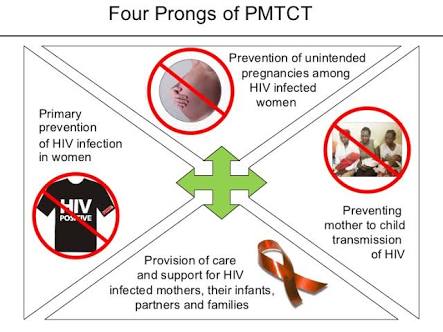 Four Prongs of PMTCT
Prevention of unintended
pregnancies among
HIV infected
women
Primary
prevention
of HIV infection
in women
HIV
POSITIVE
Preventing
mother to child
transmission
of HIV
Provision of care
and support for HIV
infected mothers, their infants,
partners and families